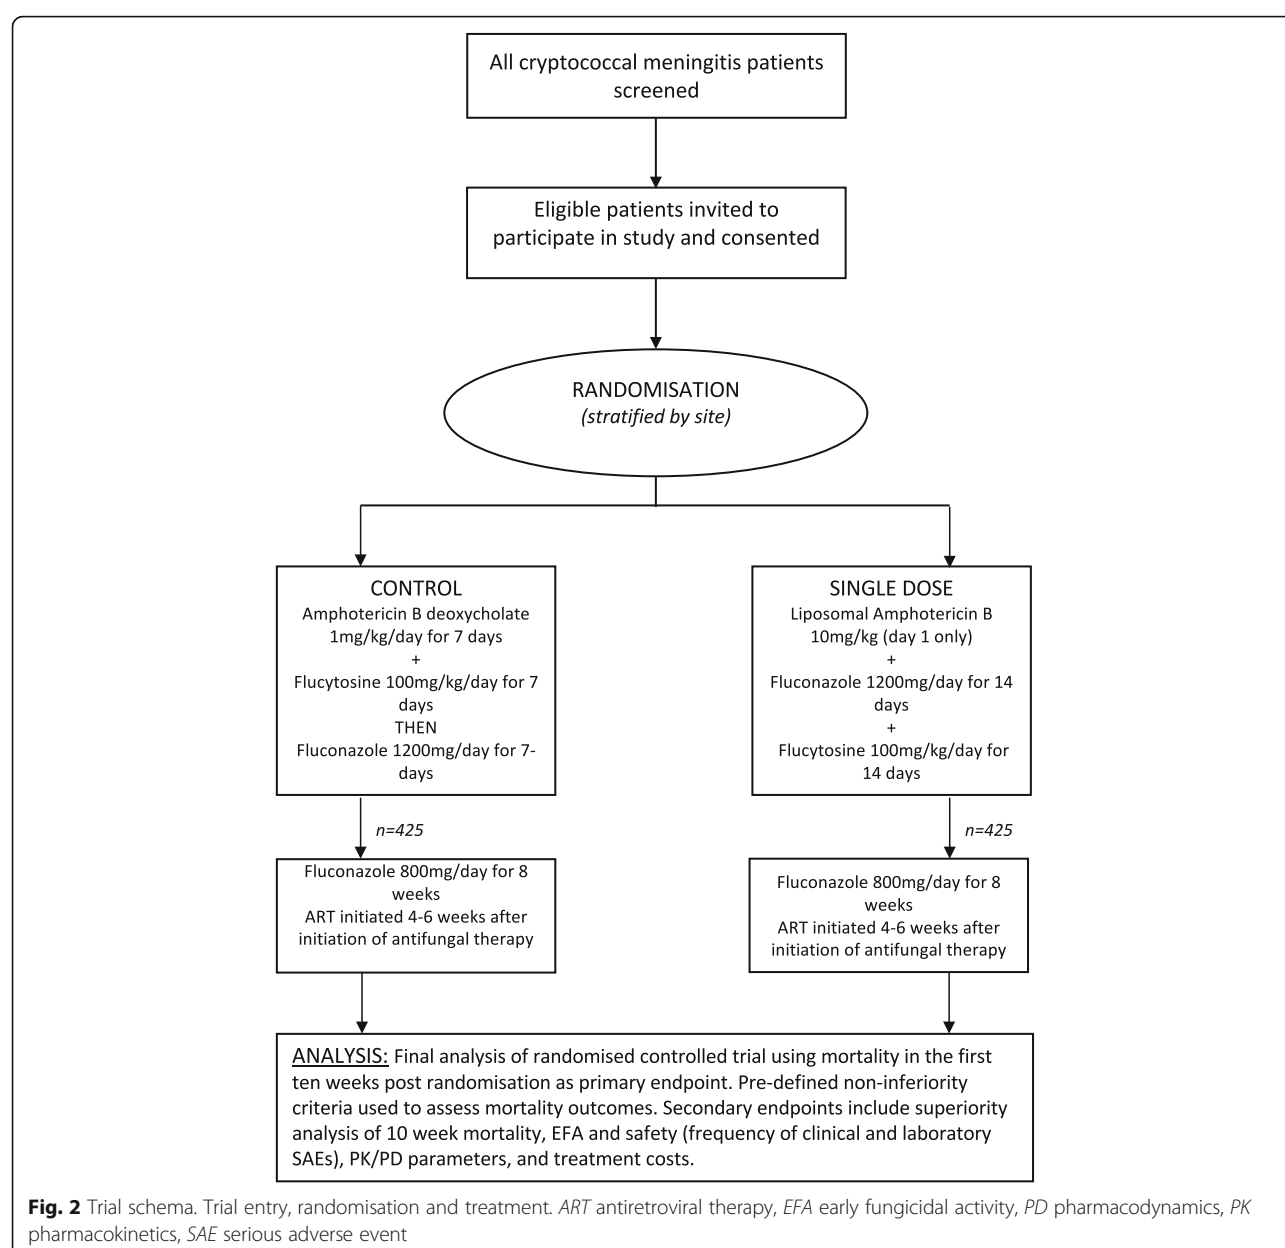 All cryptococcal meningitis patients
screened
Eligible patients invited to
participate in study and consented
RANDOMISATION
(stratified by site)
CONTROL
Amphotericin B deoxycholate
1mg/kg/day for 7 days
+
Flucytosine 100mg/kg/day for 7
days
THEN
Fluconazole 1200mg/day for 7-
days
SINGLE DOSE
Liposomal Amphotericin B
10mg/kg (day 1 only)
+
Fluconazole 1200mg/day for 14
days
+
Flucytosine 100mg/kg/day for
14 days
n=425
n=425
Fluconazole 800mg/day for 8
weeks
ART initiated 4-6 weeks after
initiation of antifungal therapy
Fluconazole 800mg/day for 8
weeks
ART initiated 4-6 weeks after
initiation of antifungal therapy
ANALYSIS: Final analysis of randomised controlled trial using mortality in the first
ten weeks post randomisation as primary endpoint. Pre-defined non-inferiority
criteria used to assess mortality outcomes. Secondary endpoints include superiority
analysis of 10 week mortality, EFA and safety (frequency of clinical and laboratory
SAEs), PK/PD parameters, and treatment costs.
Fig. 2 Trial schema. Trial entry, randomisation and treatment. ART antiretroviral therapy, EFA early fungicidal activity, PD pharmacodynamics, PK
pharmacokinetics, SAE serious adverse event